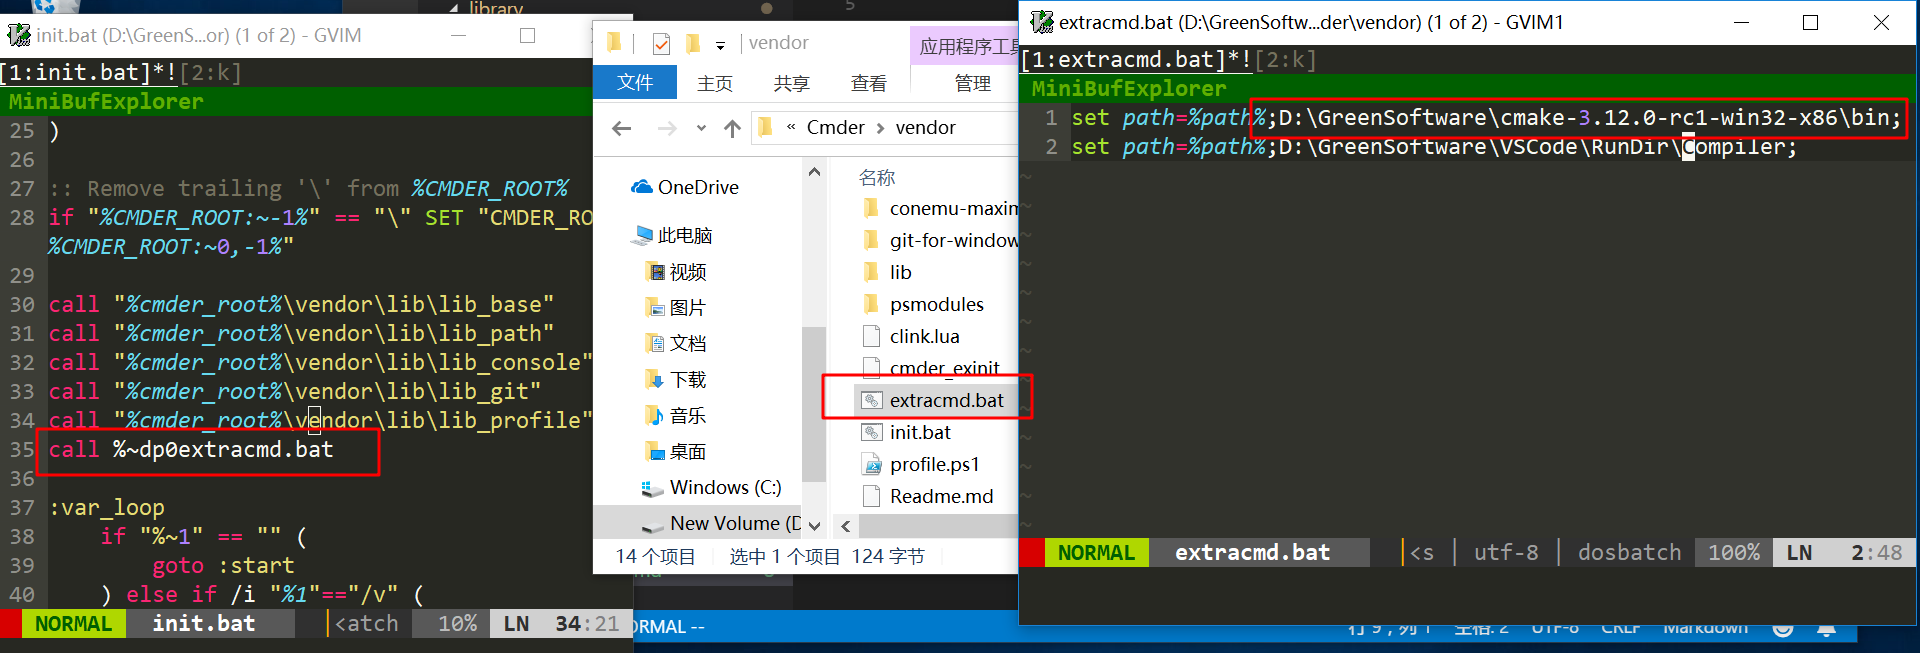 library
5
init.bat (D:\GreenS...or) (1 of 2) - GVIM
[1:init.bat]*![2:k]
MiniBufExplorer
25 )
26
27 :: Remove trailing '\' from %CMDER_ROOT%
28 if "%CMDER_ROOT:~-1%" == "\" SET "CMDER_RO
%CMDER_ROOT:~0,-1%"
29
30 call "%cmder_root%\vendor\lib\lib_base"
31 call "%cmder_root%\vendor\lib\lib_path"
32 call "%cmder_root%\vendor\lib\lib_console"
33 call "%cmder_root%\vendor\lib\lib_git"
34 call "%cmder_root%\vendor\lib\lib_profile"
35 call %~dp0extracmd.bat
36
37 :var_loop
38 if "%~1" == "" (
39 goto :start
40 ) else if /i "%1"=="/v" (
NORMAL init.bat <atch 10% LN 34:21
vendor
应用程序工具
文件 主页 共享 查看 管理
« Cmder › vendor
OneDrive
此电脑
视频
图片
文档
下载
音乐
桌面
Windows (C:)
New Volume (D
名称
conemu-maxim
git-for-window
lib
psmodules
clink.lua
cmder_exinit
extracmd.bat
init.bat
profile.ps1
Readme.md
14 个项目 选中 1 个项目 124 字节
extracmd.bat (D:\GreenSoftw...der\vendor) (1 of 2) - GVIM1
[1:extracmd.bat]*![2:k]
MiniBufExplorer
1 set path=%path%;D:\GreenSoftware\cmake-3.12.0-rc1-win32-x86\bin;
2 set path=%path%;D:\GreenSoftware\VSCode\RunDir\Compiler;
~
~
~
~
~
~
~
~
~
~
~
~
~
NORMAL extracmd.bat <s | utf-8 | dosbatch 100% LN 2:48
ORMAL --
行 9，列 1 空格: 2 UTF-8 CRLF Markdown